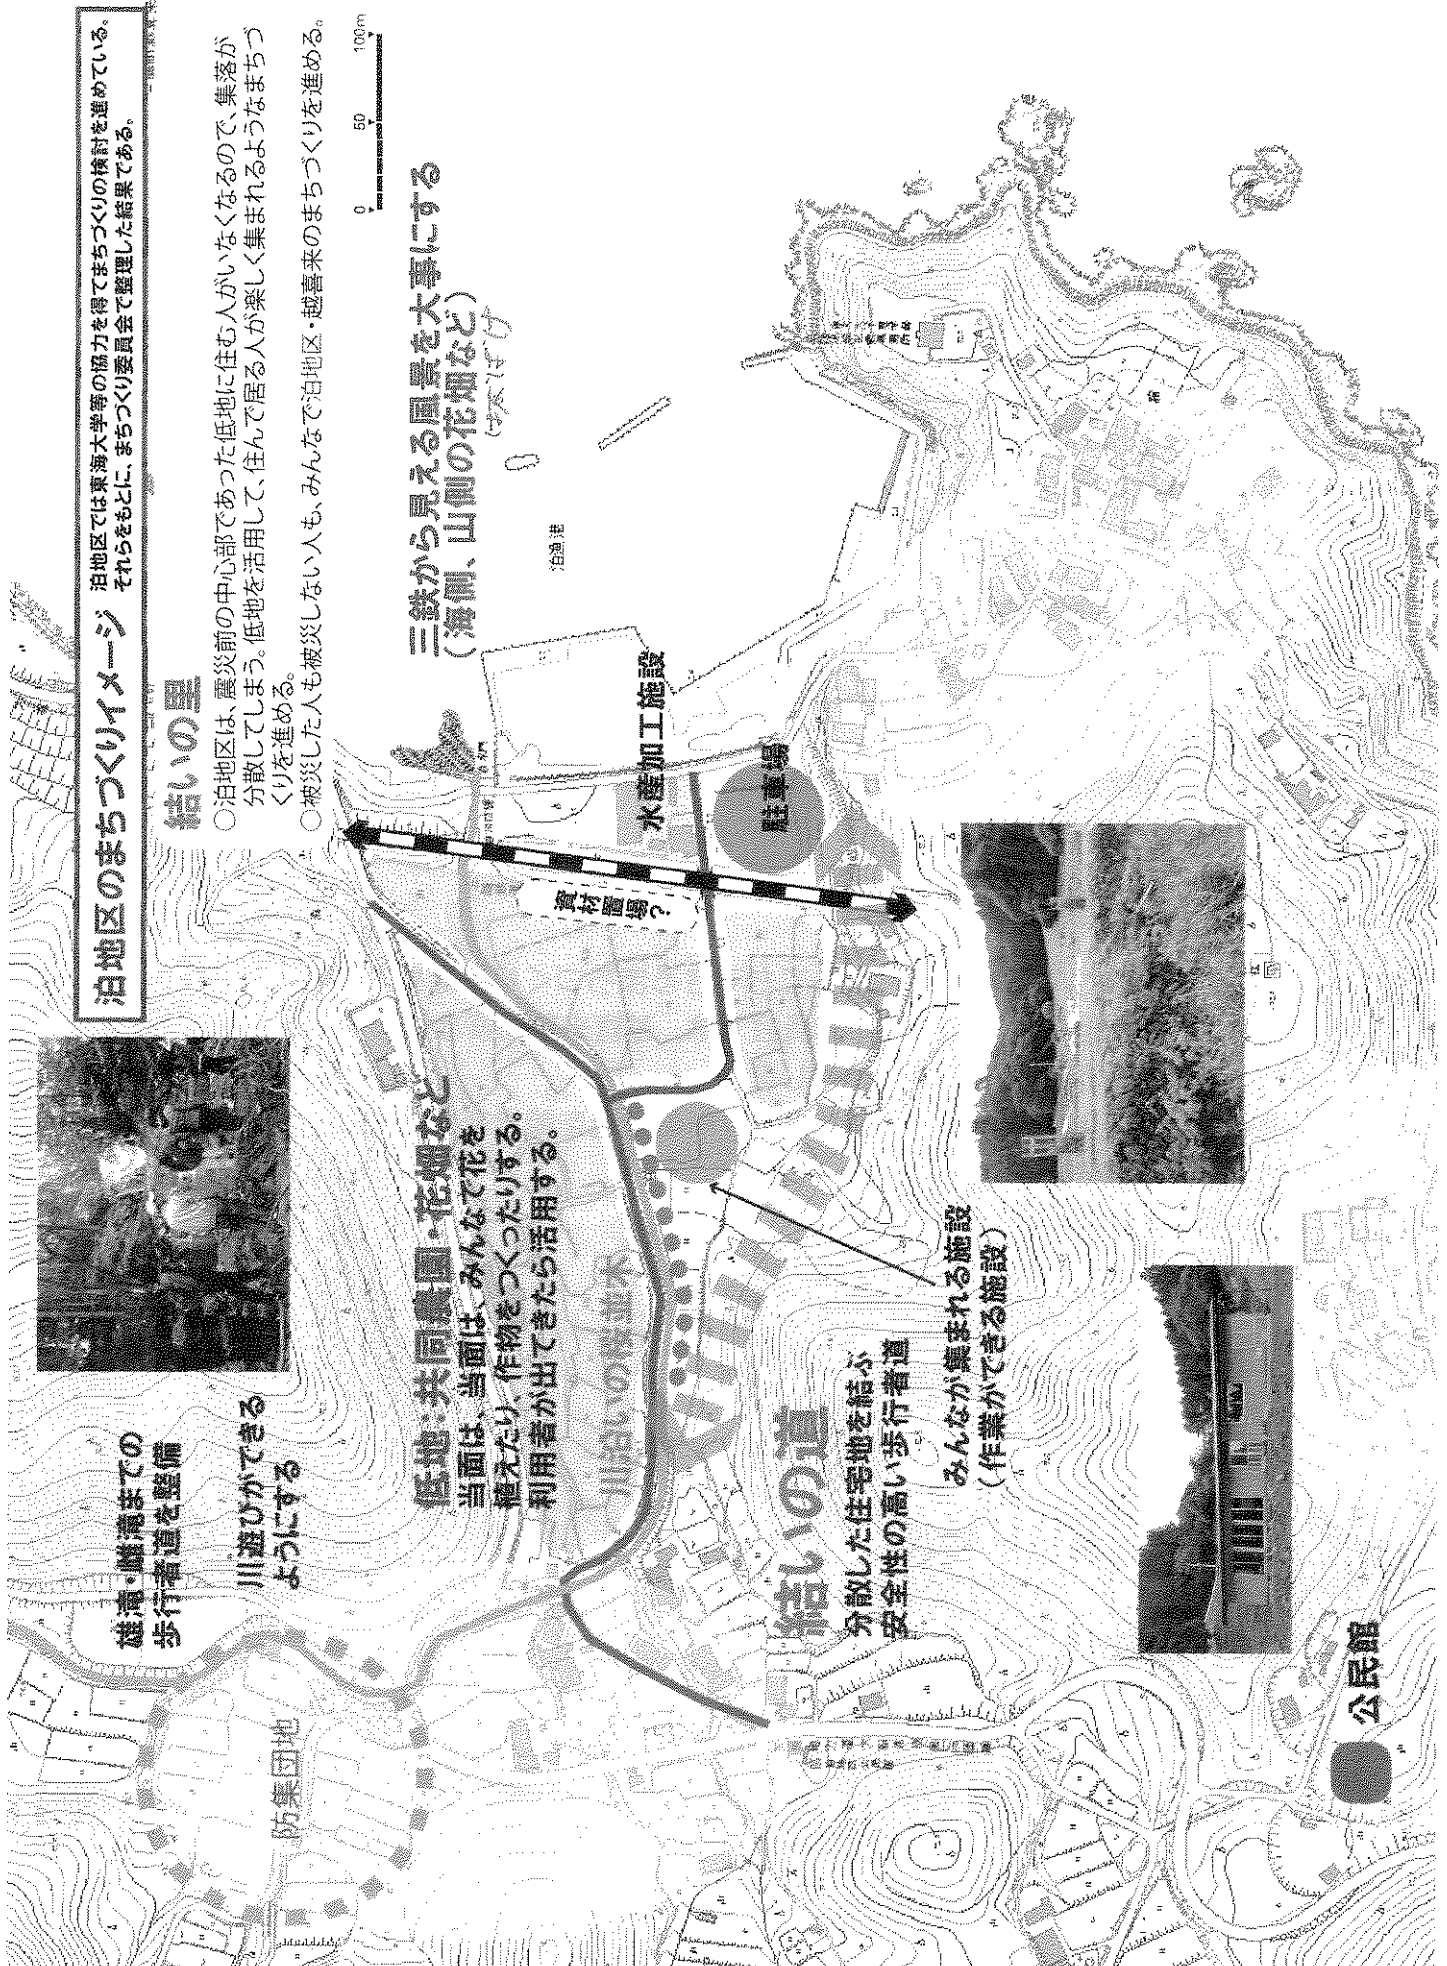 泊地区のまちづくりイメージ
泊地区では東海大学等の協力を得てまちづくりの検討を進めている。
それらをもとに、まちづくり委員会で整理した結果である。
結いの里
○泊地区は、震災前の中心部であった低地に住む人がいなくなるので、集落が
分散してしまう。低地を活用して、住んで居る人が楽しく集まれるようなまちづ
くりを進める。
○被災した人も被災しない人も、みんなで泊地区・越喜来のまちづくりを進める。
0 50 100m
三鉄から見える風景を大事にする
(海側、山側の花畑など)
泊漁港
水産加工施設
駐車場
資材置場?
雄滝・雌滝までの
歩行者道を整備
川遊びができる
ようにする
低地:共同農園・花畑など
当面は、当面は、みんなで花を
植えたり、作物をつくったりする。
利用者が出てきたら活用する。
川沿いの桜並木
防集団地
結いの道
分散した住宅地を結ぶ
安全性の高い歩行者道
みんなが集まれる施設
(作業ができる施設)
公民館